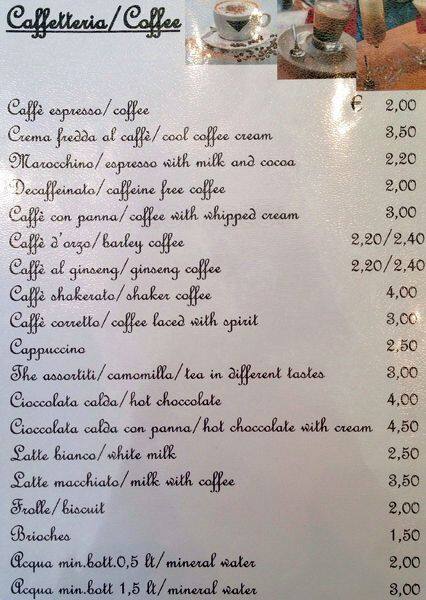 Caffetteria/Coffee
Caffè espresso/coffee € 2,00
Crema fredda al caffè/cool coffee cream 3,50
Marocchino/espresso with milk and cocoa 2,20
Decaffeinato/caffeine free coffee 2,00
Caffè con panna/coffee with whipped cream 3,00
Caffè d'orzo/barley coffee 2,20/2,40
Caffè al ginseng/ginseng coffee 2,20/2,40
Caffè shakerato/shaker coffee 4,00
Caffè corretto/coffee laced with spirit 3,00
Cappuccino 2,50
The assortiti/camomilla/tea in different tastes 3,00
Cioccolata calda/hot choccolate 4,00
Cioccolata calda con panna/hot choccolate with cream 4,50
Latte bianco/white milk 2,50
Latte macchiato/milk with coffee 3,50
Frolle/biscuit 2,00
Brioches 1,50
Acqua min.bott.0,5 lt/mineral water 2,00
Acqua min.bott 1,5 lt/mineral water 3,00